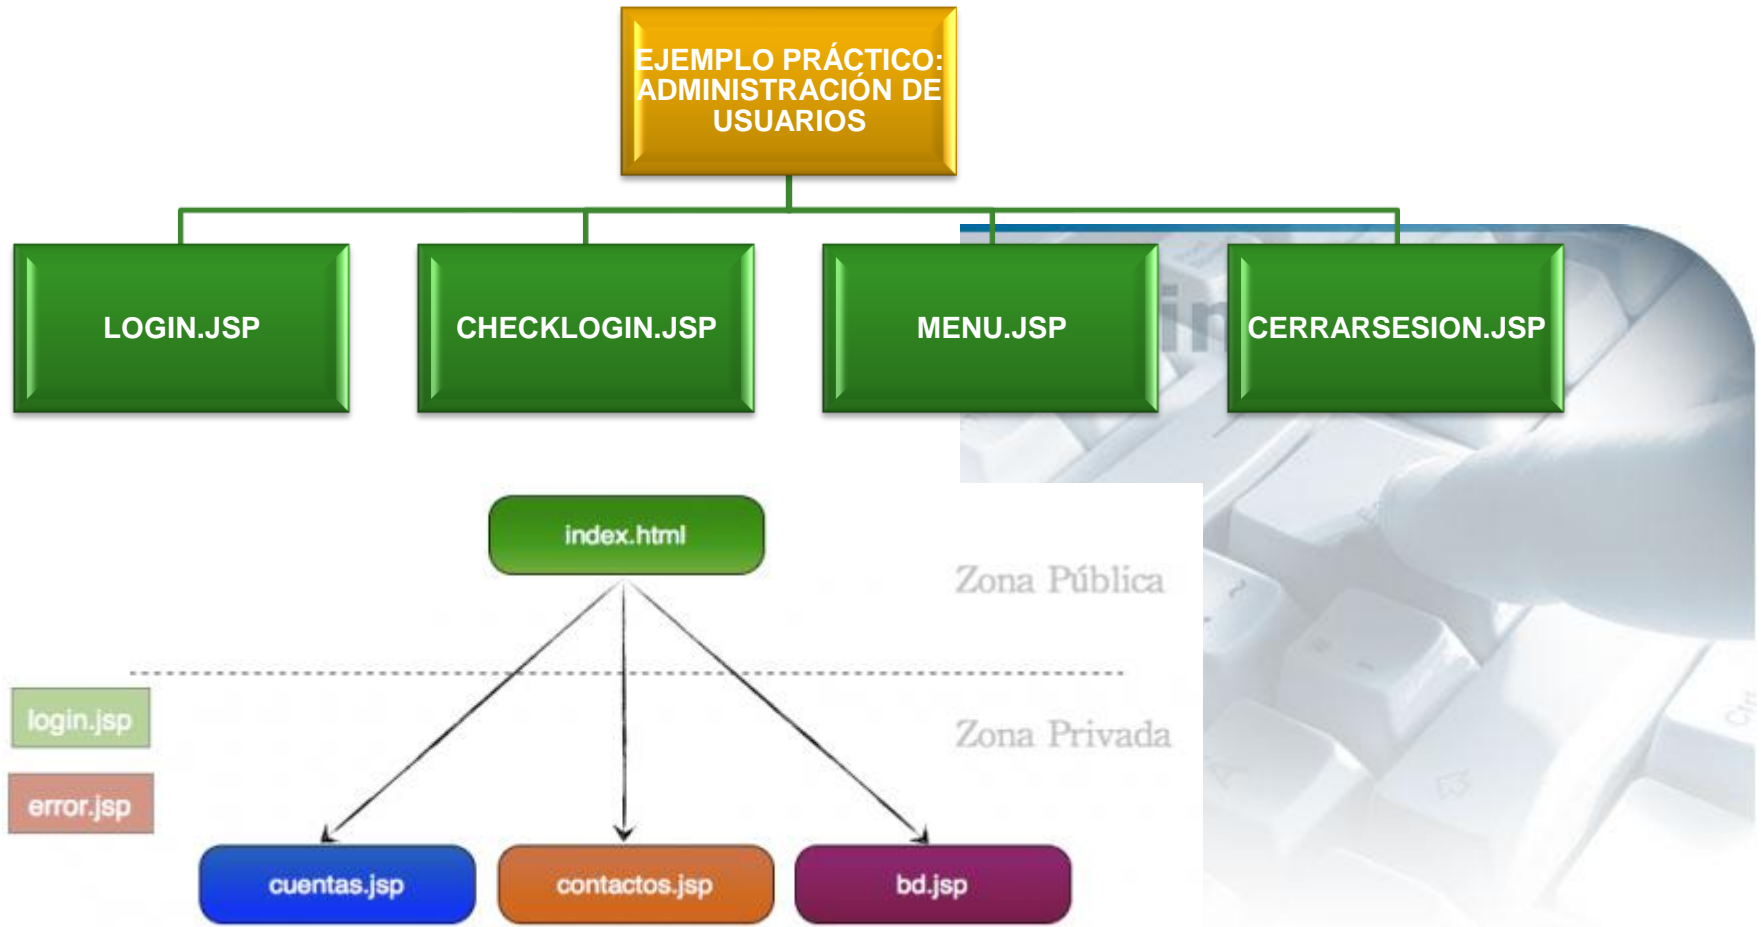 EJEMPLO PRÁCTICO:
ADMINISTRACIÓN DE
USUARIOS
LOGIN.JSP
CHECKLOGIN.JSP
MENU.JSP
CERRARSESION.JSP
index.html
Zona Pública
login.jsp
Zona Privada
error.jsp
cuentas.jsp
contactos.jsp
bd.jsp